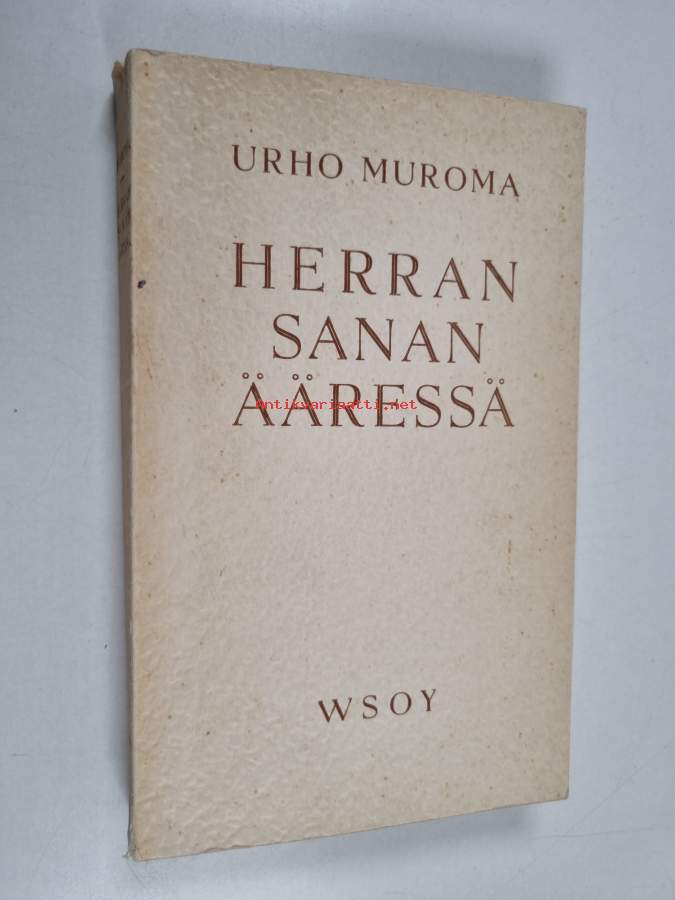 URHO MUROMA
HERRAN
SANAN
ÄÄRESSÄ
antikvariaatti.net
WSOY